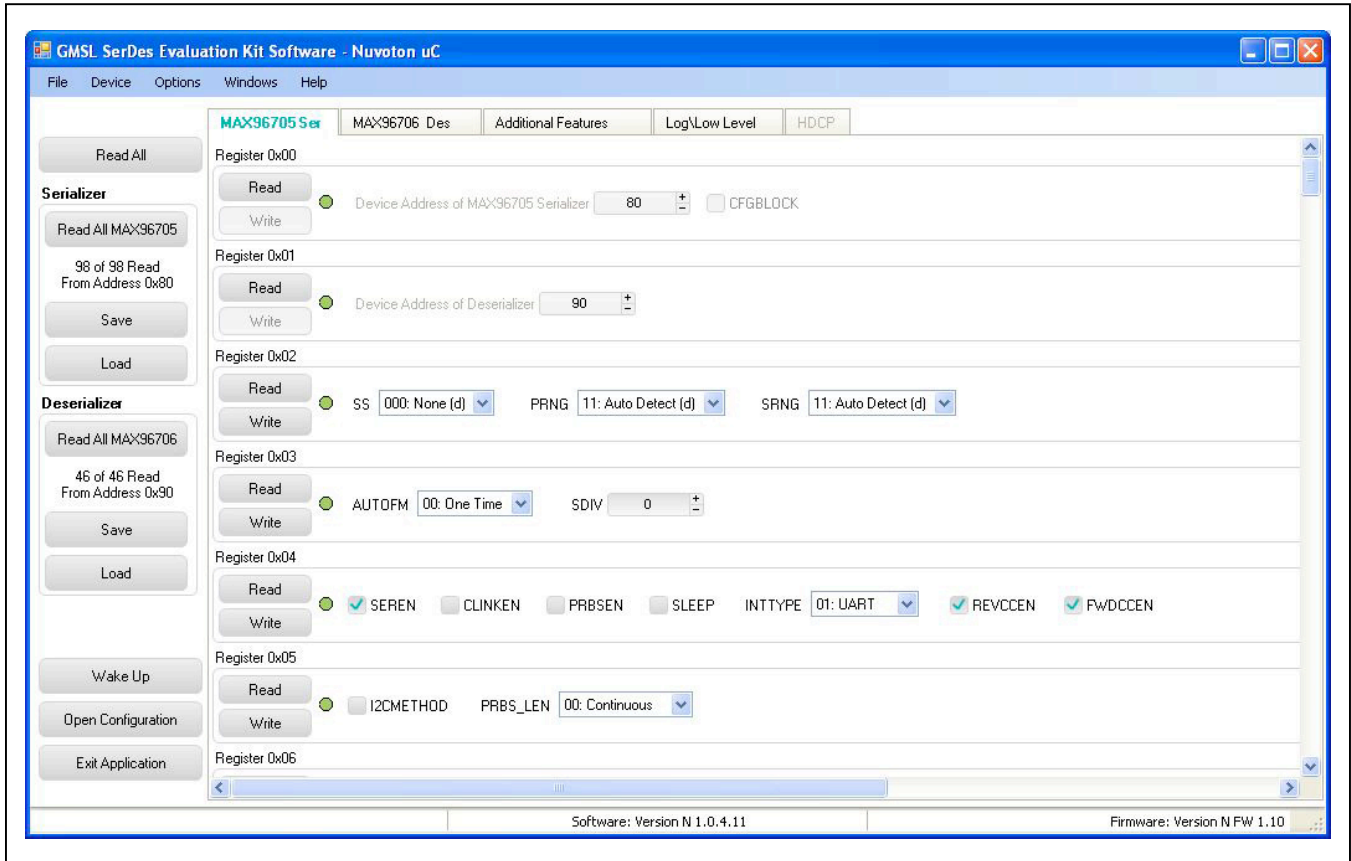 GMSL SerDes Evaluation Kit Software - Nuvoton uC
File Device Options Windows Help
MAX96705 Ser MAX96706 Des Additional Features Log\Low Level HDCP
Read All
Serializer
Read All MAX96705
98 of 98 Read
From Address 0x80
Save
Load
Deserializer
Read All MAX96706
46 of 46 Read
From Address 0x90
Save
Load
Wake Up
Open Configuration
Exit Application
Register 0x00
Read
Write
Device Address of MAX96705 Serializer 80 CFGBLOCK
Register 0x01
Read
Write
Device Address of Deserializer 90
Register 0x02
Read
Write
SS 000: None (d) PRNG 11: Auto Detect (d) SRNG 11: Auto Detect (d)
Register 0x03
Read
Write
AUTOFM 00: One Time SDIV 0
Register 0x04
Read
Write
SEREN CLINKEN PRBSEN SLEEP INTTYPE 01: UART REVCCEN FWDCCEN
Register 0x05
Read
Write
I2CMETHOD PRBS_LEN 00: Continuous
Register 0x06
Software: Version N 1.0.4.11 Firmware: Version N FW 1.10